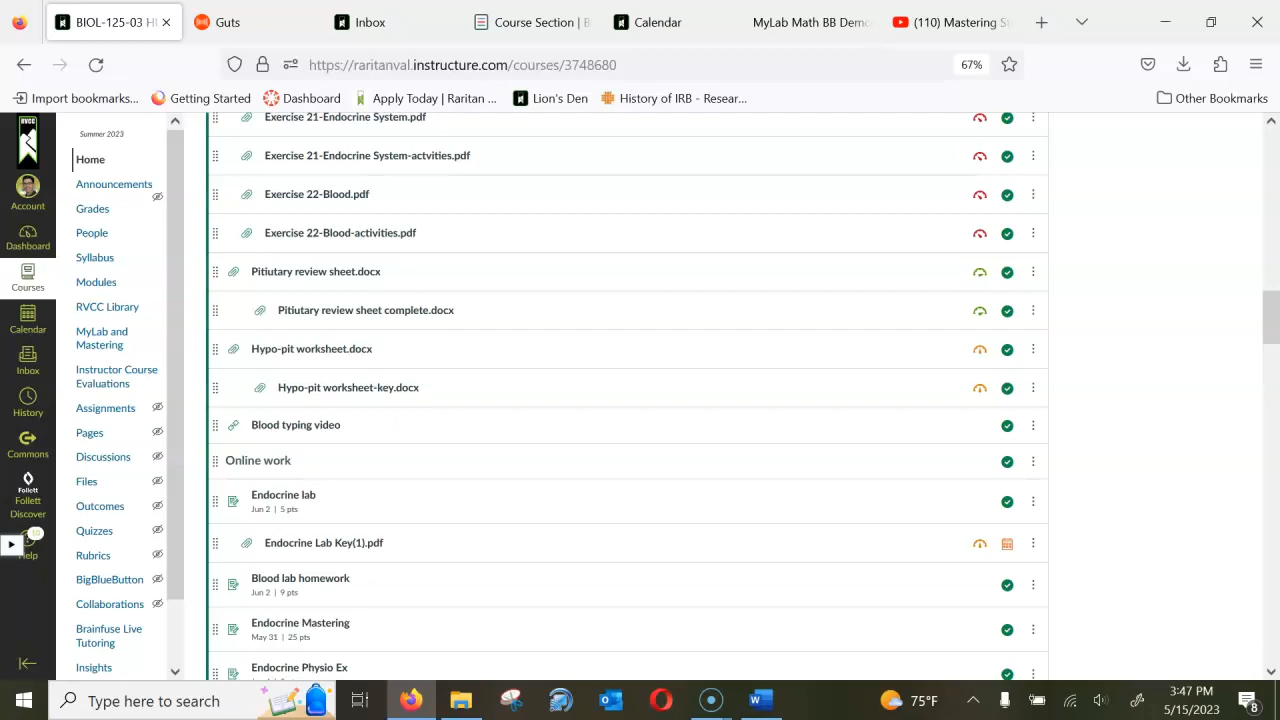 BIOL-125-03 HU
Guts
Inbox
Course Section | B
Calendar
MyLab Math BB Demo
(110) Mastering St
https://raritanval.instructure.com/courses/3748680
67%
Import bookmarks...
Getting Started
Dashboard
Apply Today | Raritan ...
Lion's Den
History of IRB - Resear...
Other Bookmarks
RVCC
Account
Dashboard
Courses
Calendar
Inbox
History
Commons
Follett
Follett
Discover
10
Help
Summer 2023
Home
Announcements
Grades
People
Syllabus
Modules
RVCC Library
MyLab and
Mastering
Instructor Course
Evaluations
Assignments
Pages
Discussions
Files
Outcomes
Quizzes
Rubrics
BigBlueButton
Collaborations
Brainfuse Live
Tutoring
Insights
Exercise 21-Endocrine System.pdf
Exercise 21-Endocrine System-actvities.pdf
Exercise 22-Blood.pdf
Exercise 22-Blood-activities.pdf
Pitiutary review sheet.docx
Pitiutary review sheet complete.docx
Hypo-pit worksheet.docx
Hypo-pit worksheet-key.docx
Blood typing video
Online work
Endocrine lab
Jun 2 | 5 pts
Endocrine Lab Key(1).pdf
Blood lab homework
Jun 2 | 9 pts
Endocrine Mastering
May 31 | 25 pts
Endocrine Physio Ex
Type here to search
75°F
3:47 PM
5/15/2023
8